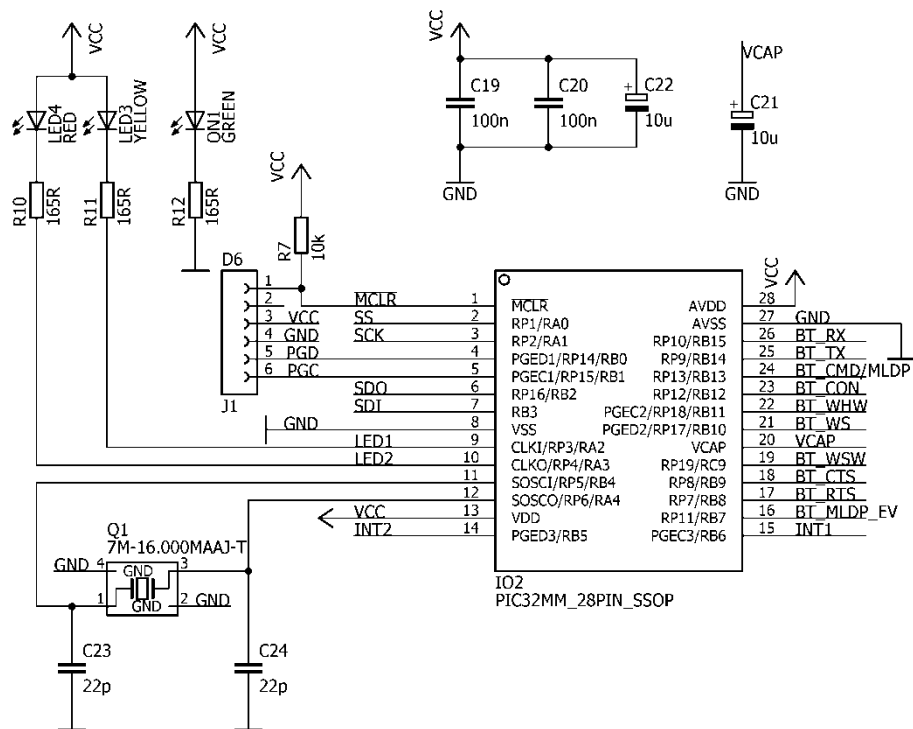 VCC
VCC
LED4
RED
LED3
YELLOW
ON1
GREEN
R10
165R
R11
165R
R12
165R
VCC
C19
100n
C20
100n
+
C22
10u
GND
VCAP
+
C21
10u
GND
VCC
R7
10k
D6
1
2
3 VCC
4 GND
5 PGD
6 PGC
J1
MCLR 1 MCLR
SS 2 RP1/RA0
SCK 3 RP2/RA1
4 PGED1/RP14/RB0
5 PGEC1/RP15/RB1
SDO 6 RP16/RB2
SDI 7 RB3
GND 8 VSS
LED1 9 CLKI/RP3/RA2
LED2 10 CLKO/RP4/RA3
11 SOSCI/RP5/RB4
12 SOSCO/RP6/RA4
VCC 13 VDD
INT2 14 PGED3/RB5
VCC
AVDD 28
AVSS 27 GND
RP10/RB15 26 BT_RX
RP9/RB14 25 BT_TX
RP13/RB13 24 BT_CMD/MLDP
RP12/RB12 23 BT_CON
PGEC2/RP18/RB11 22 BT_WHW
PGED2/RP17/RB10 21 BT_WS
VCAP 20 VCAP
RP19/RC9 19 BT_WSW
RP8/RB9 18 BT_CTS
RP7/RB8 17 BT_RTS
RP11/RB7 16 BT_MLDP_EV
PGEC3/RB6 15 INT1
IO2
PIC32MM_28PIN_SSOP
Q1
7M-16.000MAAJ-T
GND 4 GND 3
1 GND 2 GND
C23
22p
C24
22p